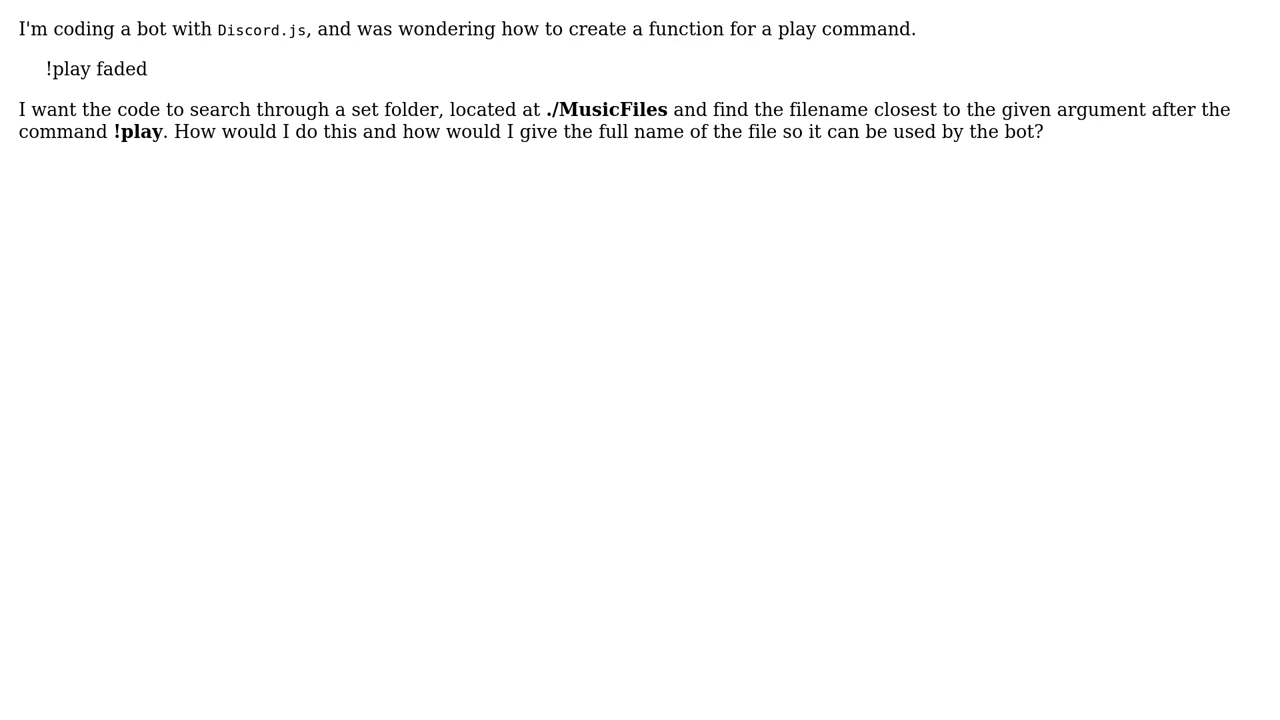 I'm coding a bot with Discord.js, and was wondering how to create a function for a play command.
!play faded
I want the code to search through a set folder, located at ./MusicFiles and find the filename closest to the given argument after the
command !play. How would I do this and how would I give the full name of the file so it can be used by the bot?